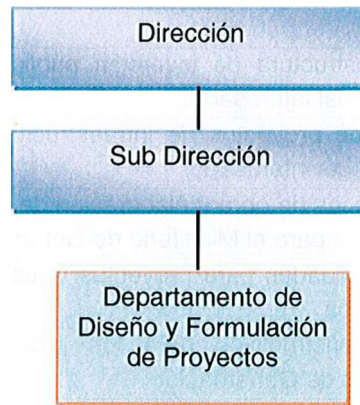 Dirección
Sub Dirección
Departamento de
Diseño y Formulación
de Proyectos